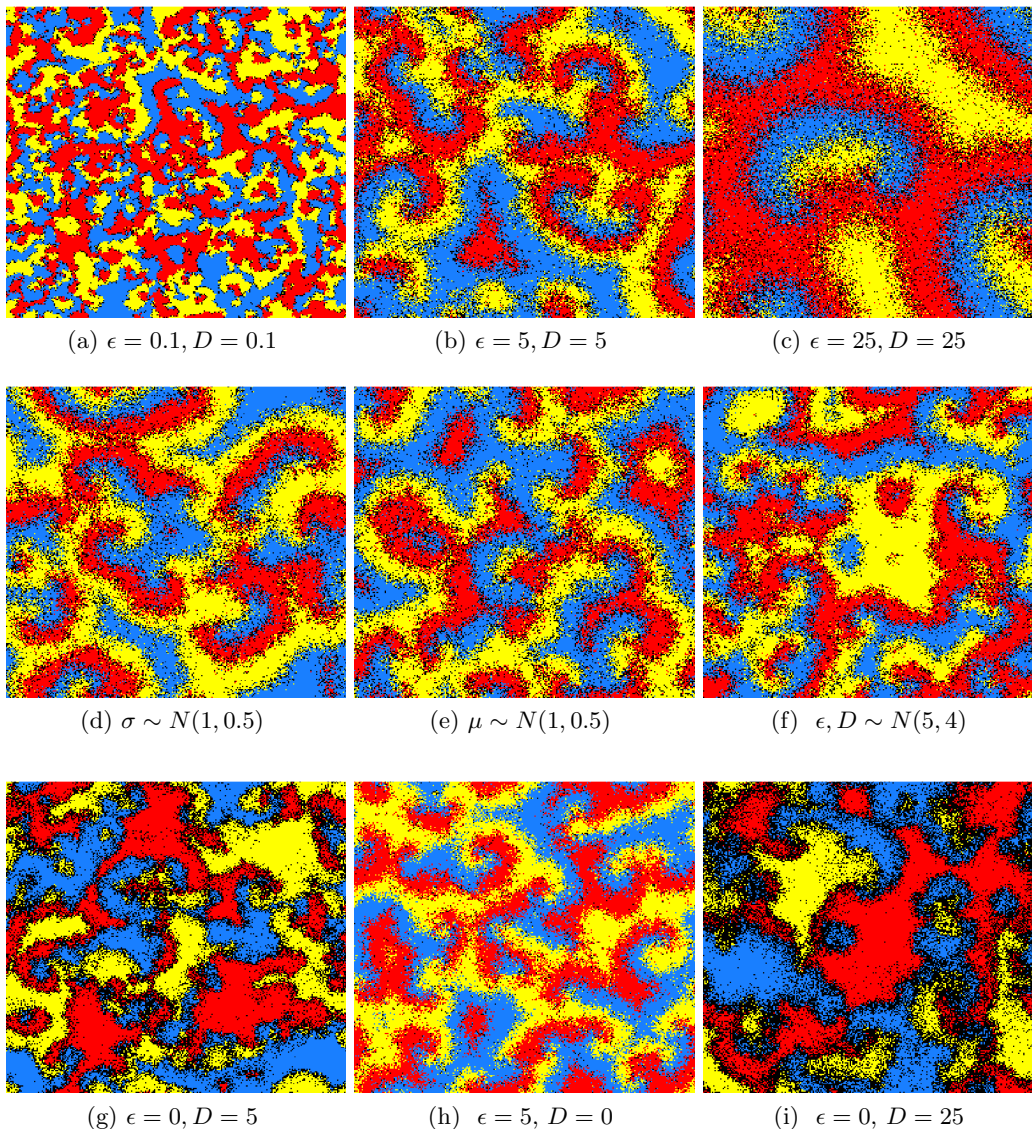 (a) ϵ = 0.1, D = 0.1
(b) ϵ = 5, D = 5
(c) ϵ = 25, D = 25
(d) σ ∼ N(1, 0.5)
(e) μ ∼ N(1, 0.5)
(f) ϵ, D ∼ N(5, 4)
(g) ϵ = 0, D = 5
(h) ϵ = 5, D = 0
(i) ϵ = 0, D = 25